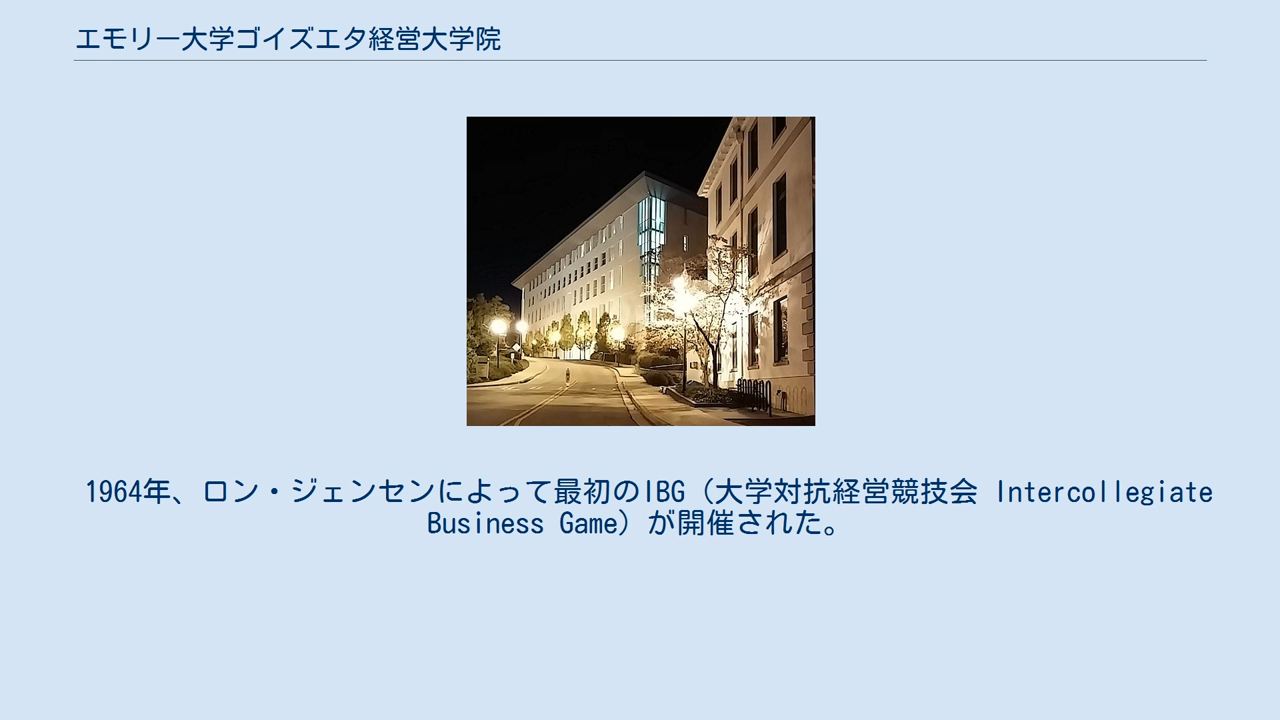 エモリー大学ゴイズエタ経営大学院
1964年、ロン・ジェンセンによって最初のIBG（大学対抗経営競技会 Intercollegiate
Business Game）が開催された。